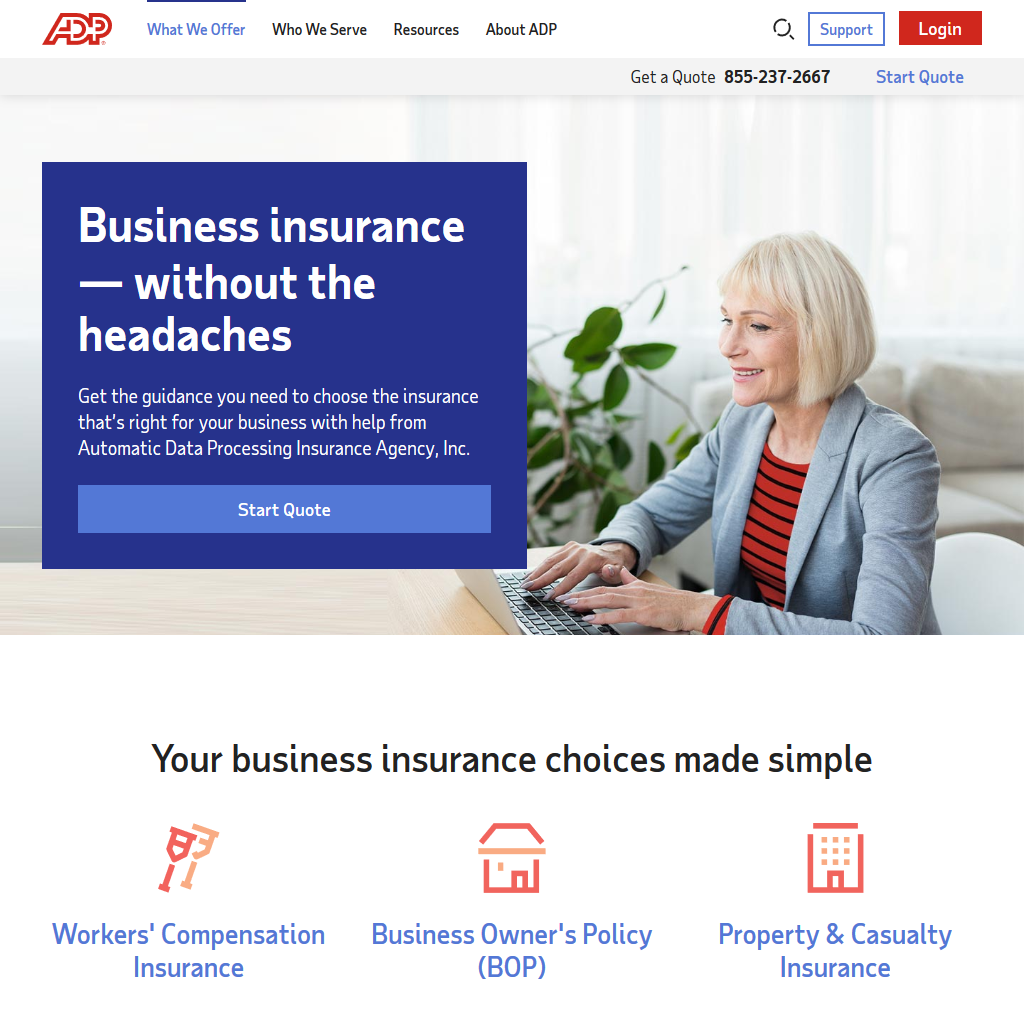 ADP
What We Offer Who We Serve Resources About ADP Support Login
Get a Quote 855-237-2667 Start Quote
Business insurance
— without the
headaches
Get the guidance you need to choose the insurance
that's right for your business with help from
Automatic Data Processing Insurance Agency, Inc.
Start Quote
Your business insurance choices made simple
Workers' Compensation
Insurance
Business Owner's Policy
(BOP)
Property & Casualty
Insurance